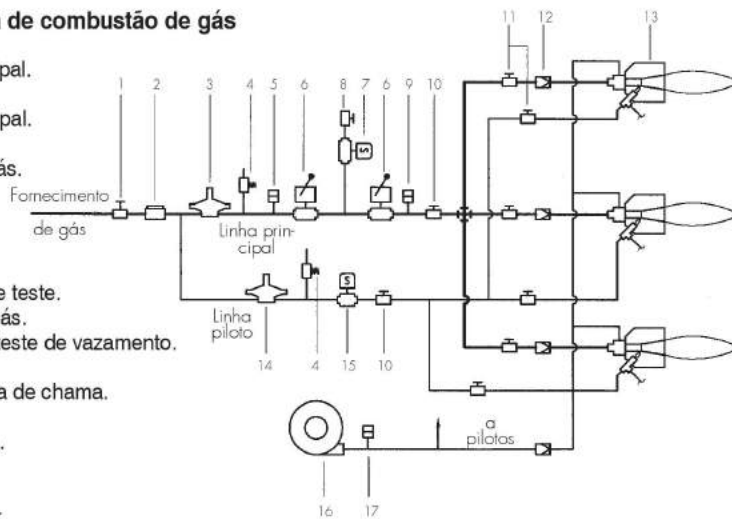 a de combustão de gás
pal.
pal.
ás.
e teste.
ás.
teste de vazamento.
a de chama.
.
.
1 2 3 4 5 6 8 7 6 9 10 11 12 13
Fornecimento
de gás
Linha prin-
cipal
S
Linha
piloto
S
14 4 15 10
a
pilotos
16 17